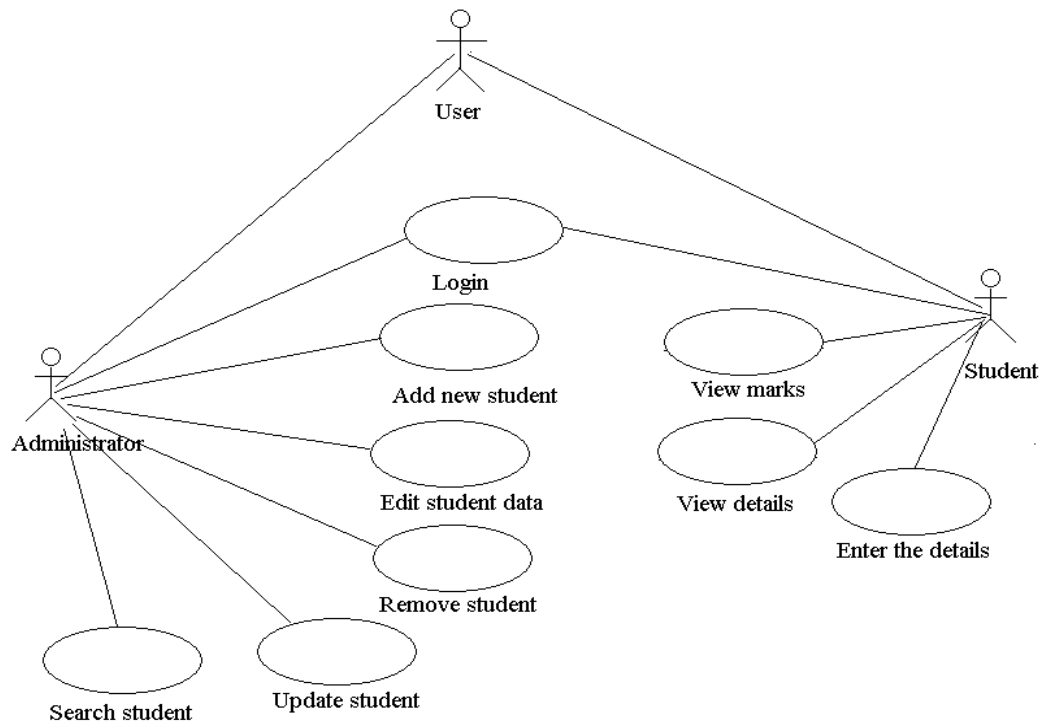 User
Login
Add new student
View marks
Student
Administrator
Edit student data
View details
Enter the details
Remove student
Search student
Update student